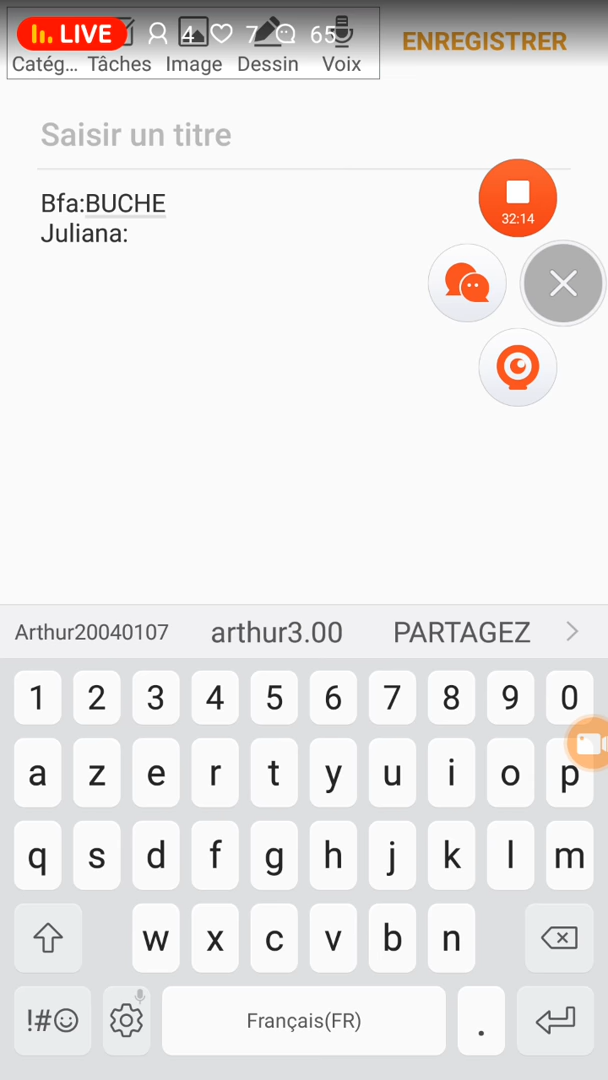 LIVE 4 7 65
Catég... Tâches Image Dessin Voix
ENREGISTRER
Saisir un titre
Bfa:BUCHE
Juliana:
32:14
Arthur20040107 arthur3.00 PARTAGEZ
1 2 3 4 5 6 7 8 9 0
a z e r t y u i o p
q s d f g h j k l m
w x c v b n
!#☺ Français(FR) .